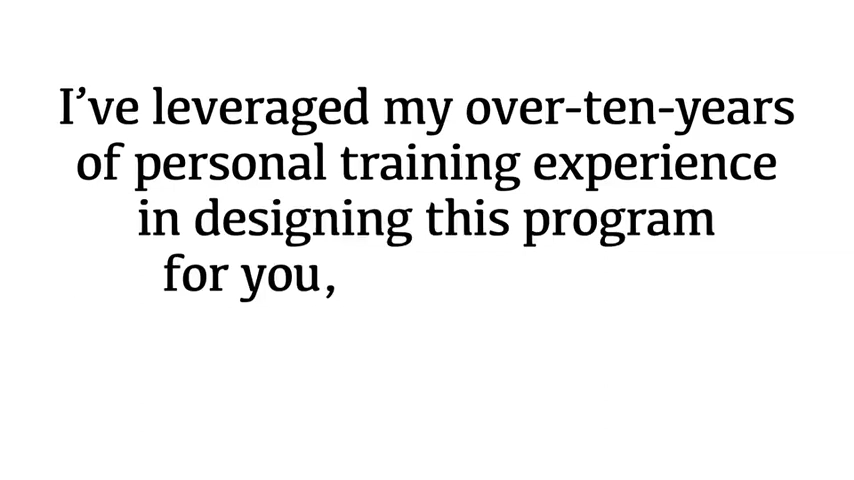 I’ve leveraged my over-ten-years
of personal training experience
in designing this program
for you,